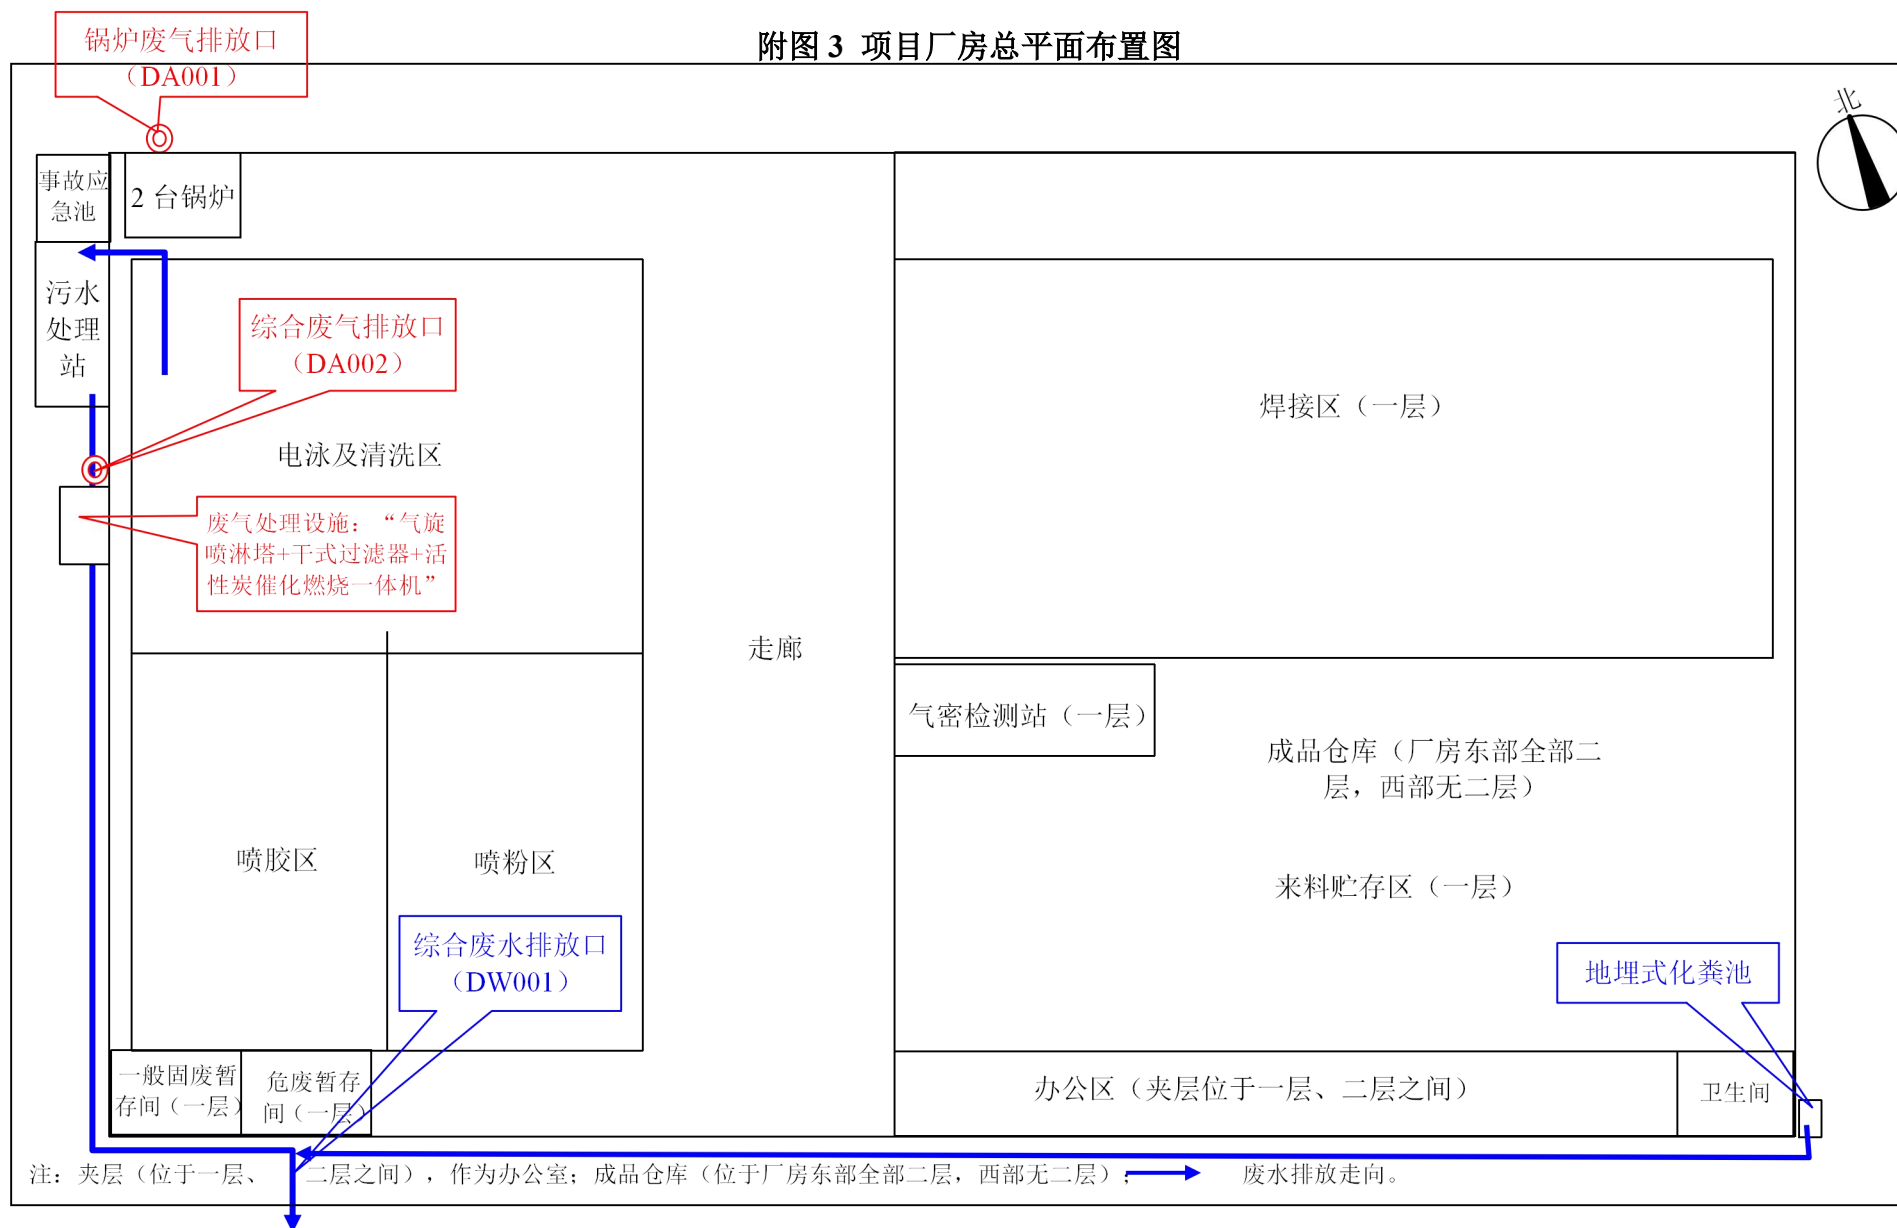 附图 3 项目厂房总平面布置图
锅炉废气排放口
（DA001）
北
事故应
急池
2 台锅炉
污水
处理
站
综合废气排放口
（DA002）
电泳及清洗区
焊接区（一层）
废气处理设施：“气旋
喷淋塔+干式过滤器+活
性炭催化燃烧一体机”
走廊
气密检测站（一层）
成品仓库（厂房东部全部二
层，西部无二层）
喷胶区
喷粉区
来料贮存区（一层）
综合废水排放口
（DW001）
地埋式化粪池
一般固废暂
存间（一层）
危废暂存
间（一层）
办公区（夹层位于一层、二层之间）
卫生间
注：夹层（位于一层、二层之间），作为办公室；成品仓库（位于厂房东部全部二层，西部无二层）； 废水排放走向。